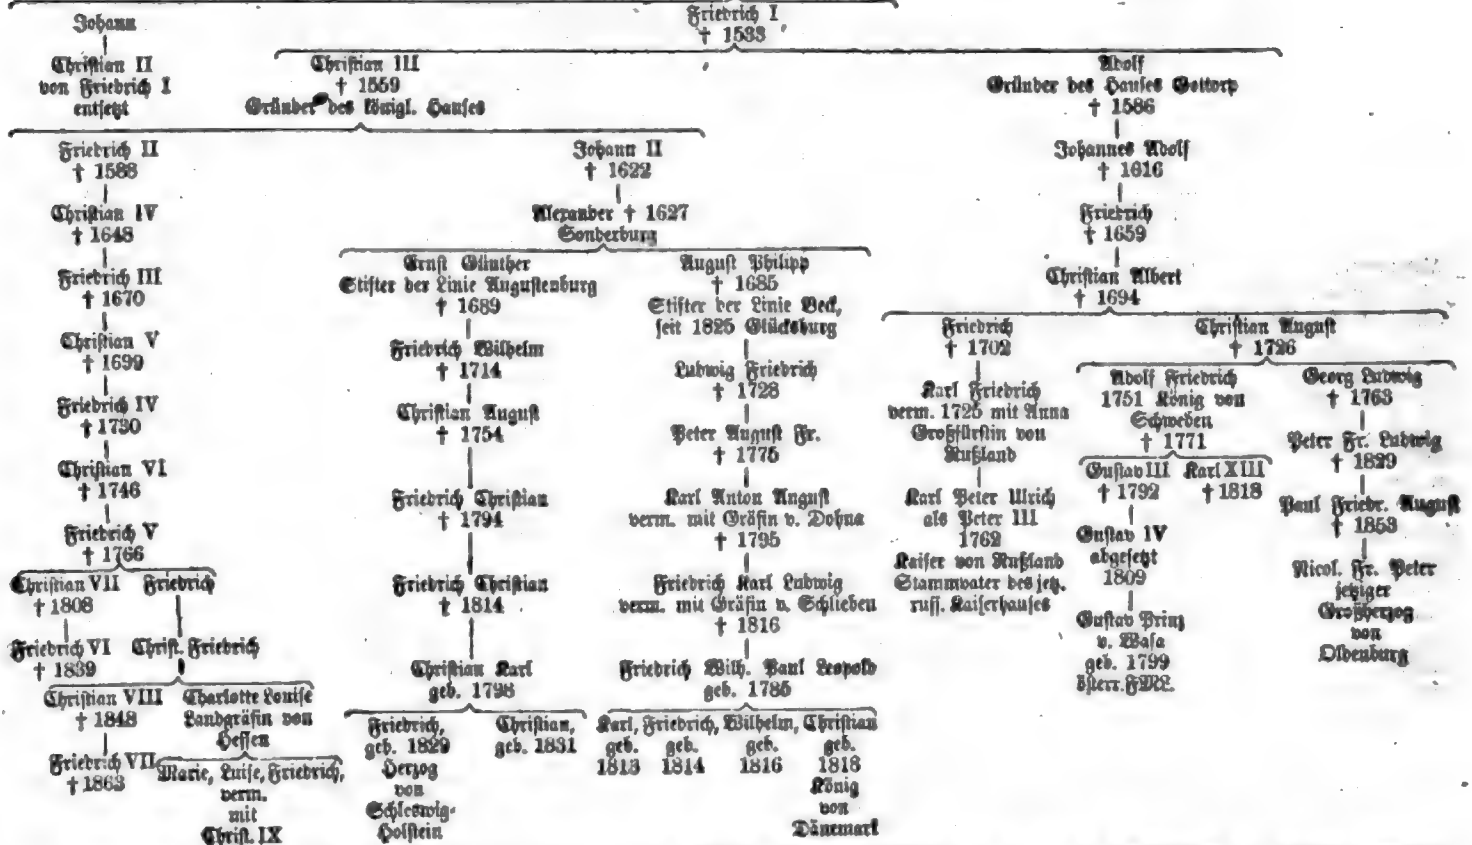 Johann
Friedrich I
† 1533
Christian II
von Friedrich I
entsetzt
Christian III
† 1559
Gründer des königl. Hauses
Adolf
Gründer des Hauses Gottorp
† 1586
Friedrich II
† 1588
Christian IV
† 1648
Friedrich III
† 1670
Christian V
† 1699
Friedrich IV
† 1730
Christian VI
† 1746
Friedrich V
† 1766
Christian VII
† 1808
Friedrich VI
† 1839
Friedrich
Christ. Friedrich
Christian VIII
† 1848
Friedrich VII
† 1863
Charlotte Louise
Landgräfin von
Hessen
Marie, Luise, Friedrich,
verm.
mit
Christ. IX
Johann II
† 1622
Alexander † 1627
Sonderburg
Ernst Günther
Stifter der Linie Augustenburg
† 1689
Friedrich Wilhelm
† 1714
Christian August
† 1754
Friedrich Christian
† 1794
Friedrich Christian
† 1814
Christian Karl
geb. 1798
Friedrich,
geb. 1829
Herzog
von
Schleswig-
Holstein
Christian,
geb. 1831
August Philipp
† 1685
Stifter der Linie Beck,
seit 1825 Glücksburg
Ludwig Friedrich
† 1728
Peter August Fr.
† 1775
Karl Anton August
verm. mit Gräfin v. Dohna
† 1795
Friedrich Karl Ludwig
verm. mit Gräfin v. Schlieben
† 1816
Friedrich Wilh. Paul Leopold
geb. 1785
Karl, Friedrich, Wilhelm, Christian
geb. geb. geb. geb.
1813 1814 1816 1818
König
von
Dänemark
Johannes Adolf
† 1616
Friedrich
† 1659
Christian Albert
† 1694
Friedrich
† 1702
Karl Friedrich
verm. 1725 mit Anna
Großfürstin von
Rußland
Karl Peter Ulrich
als Peter III
1762
Kaiser von Rußland
Stammvater des jetz.
russ. Kaiserhauses
Christian August
† 1726
Adolf Friedrich
1751 König von
Schweden
† 1771
Gustav III
† 1792
Karl XIII
† 1818
Gustav IV
abgesetzt
1809
Gustav Prinz
v. Wasa
geb. 1799
österr. FML.
Georg Ludwig
† 1763
Peter Fr. Ludwig
† 1829
Paul Friedr. August
† 1853
Nicol. Fr. Peter
jetziger
Großherzog
von
Oldenburg